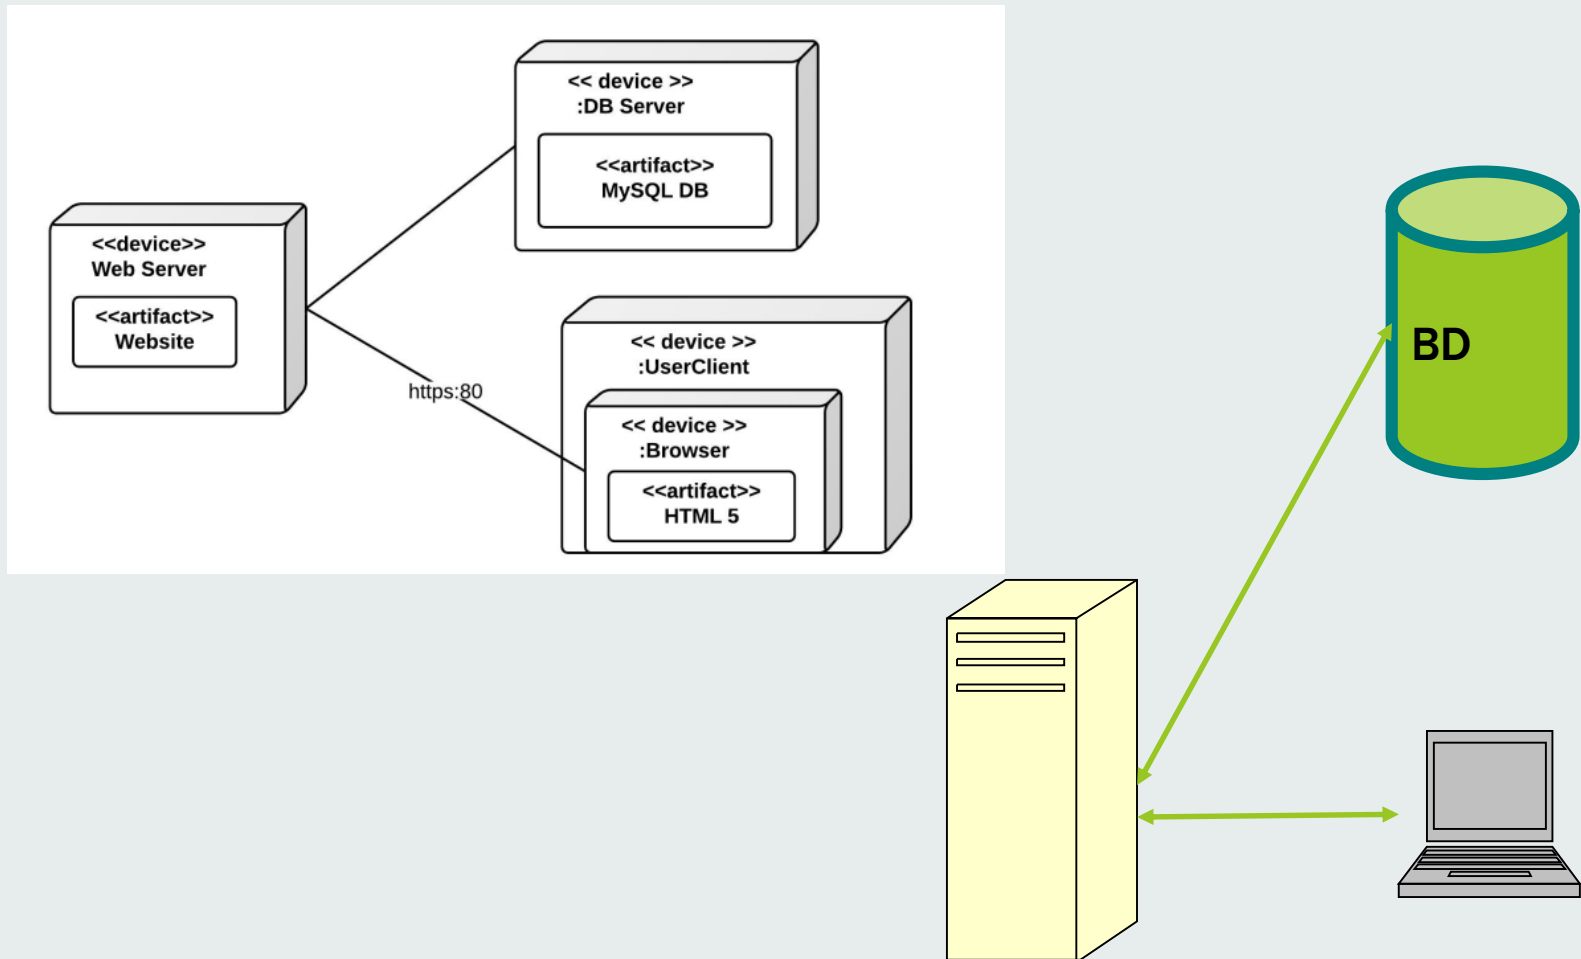 << device >>
:DB Server
<<artifact>>
MySQL DB
<<device>>
Web Server
<<artifact>>
Website
https:80
<< device >>
:UserClient
<< device >>
:Browser
<<artifact>>
HTML 5
BD